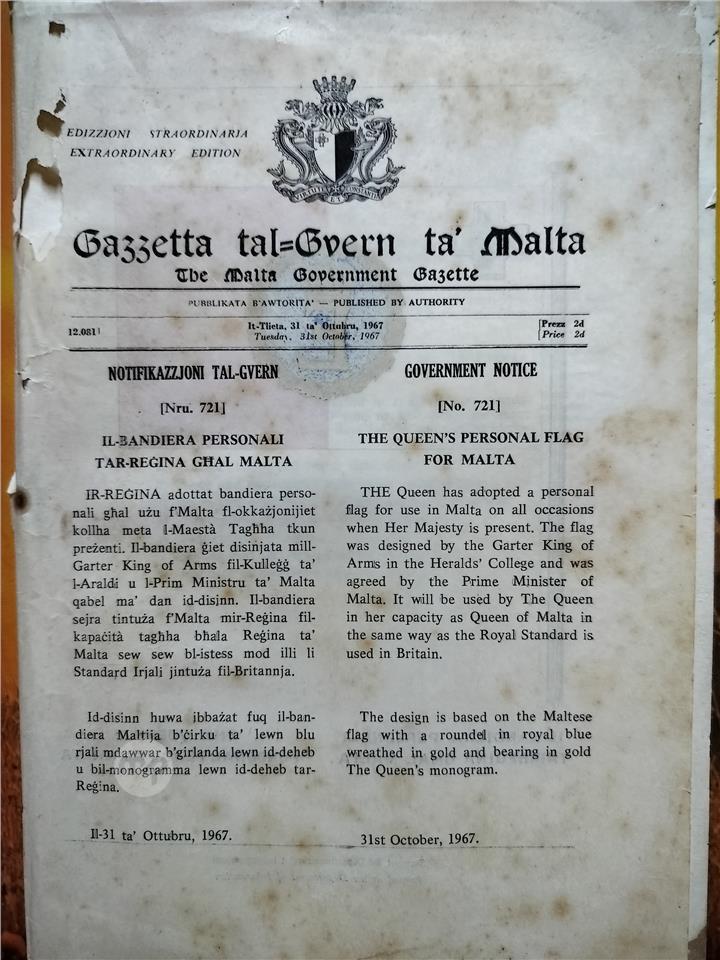 EDIZZJONI STRAORDINARJA
EXTRAORDINARY EDITION
VIRTUTE ET CONSTANTIA
Gazzetta tal=Gvern ta' Malta
The Malta Government Gazette
PUBBLIKATA B'AWTORITA' — PUBLISHED BY AUTHORITY
12.081
It-Tlieta, 31 ta' Ottubru, 1967
Tuesday, 31st October, 1967
Prezz 2d
Price 2d
NOTIFIKAZZJONI TAL-GVERN
[Nru. 721]
IL-BANDIERA PERSONALI
TAR-REĠINA GĦAL MALTA
IR-REĠINA adottat bandiera perso-
nali għal użu f'Malta fl-okkażjonijiet
kollha meta l-Maestà Tagħha tkun
preżenti. Il-bandiera ġiet disinjata mill-
Garter King of Arms fil-Kulleġġ ta'
l-Araldi u l-Prim Ministru ta' Malta
qabel ma' dan id-disinn. Il-bandiera
sejra tintuża f'Malta mir-Reġina fil-
kapaċità tagħha bħala Reġina ta'
Malta sew sew bl-istess mod illi li
Standard Irjali jintuża fil-Britannja.
Id-disinn huwa ibbażat fuq il-ban-
diera Maltija b'ċirku ta' lewn blu
rjali mdawwar b'girlanda lewn id-deheb
u bil-monogramma lewn id-deheb tar-
Reġina.
Il-31 ta' Ottubru, 1967.
GOVERNMENT NOTICE
[No. 721]
THE QUEEN'S PERSONAL FLAG
FOR MALTA
THE Queen has adopted a personal
flag for use in Malta on all occasions
when Her Majesty is present. The flag
was designed by the Garter King of
Arms in the Heralds' College and was
agreed by the Prime Minister of
Malta. It will be used by The Queen
in her capacity as Queen of Malta in
the same way as the Royal Standard is
used in Britain.
The design is based on the Maltese
flag with a roundel in royal blue
wreathed in gold and bearing in gold
The Queen's monogram.
31st October, 1967.